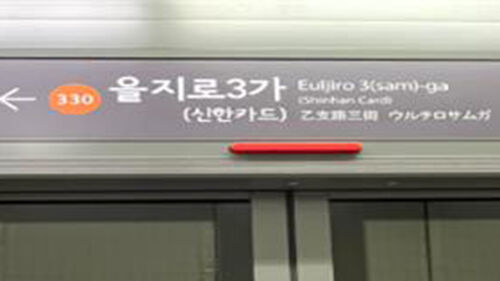 ← 330 을지로3가 Euljiro 3(sam)-ga
(Shinhan Card)
(신한카드) 乙支路三街 ウルチロサムガ